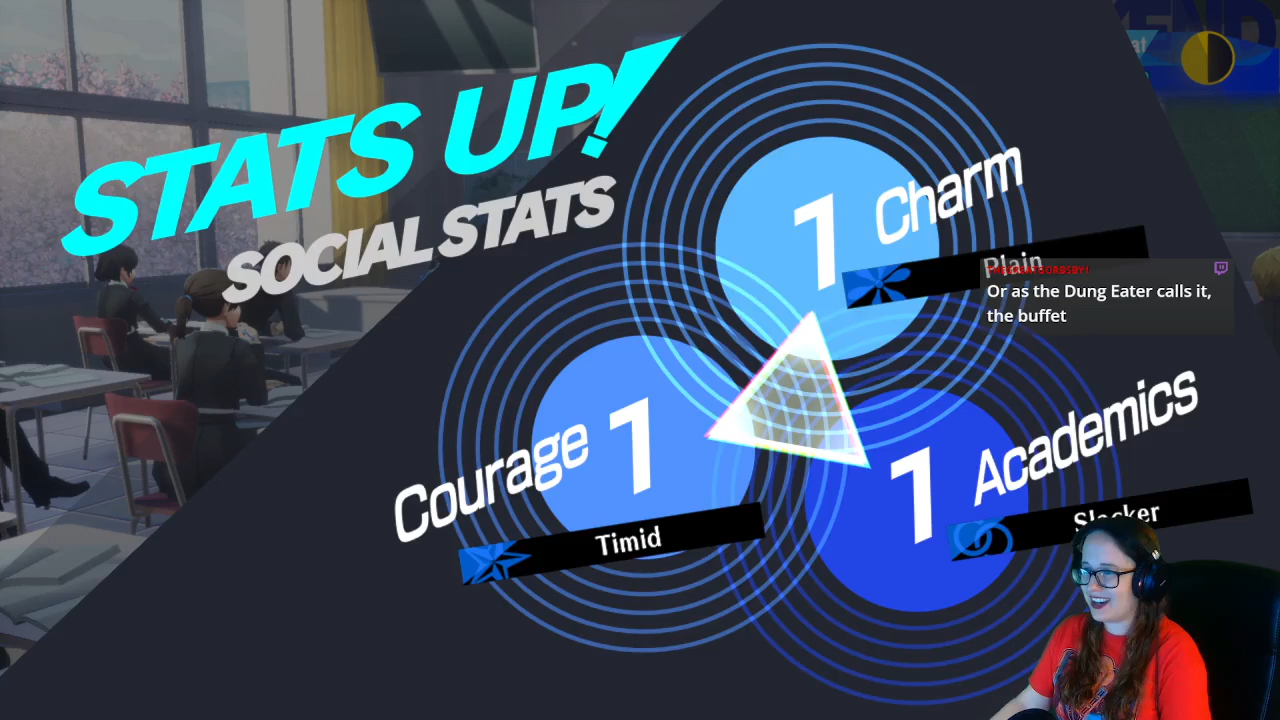 STATS UP!
SOCIAL STATS
1 Charm
Plain
Or as the Dung Eater calls it,
the buffet
Courage 1
Timid
1 Academics
Slacker